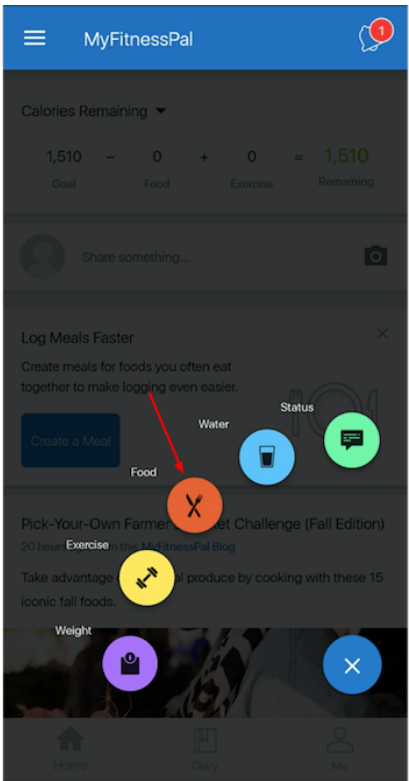 MyFitnessPal
1
Calories Remaining
1,510 – 0 + 0 = 1,510
Goal Food Exercise Remaining
Share something...
Log Meals Faster
Create meals for foods you often eat
together to make logging even easier.
Create a Meal
Status
Water
Food
Pick-Your-Own Farmer's Challenge (Fall Edition)
20 hours in the MyFitnessPal Blog
Exercise
Take advantage produce by cooking with these 15
iconic fall foods.
Weight
Home Diary Me